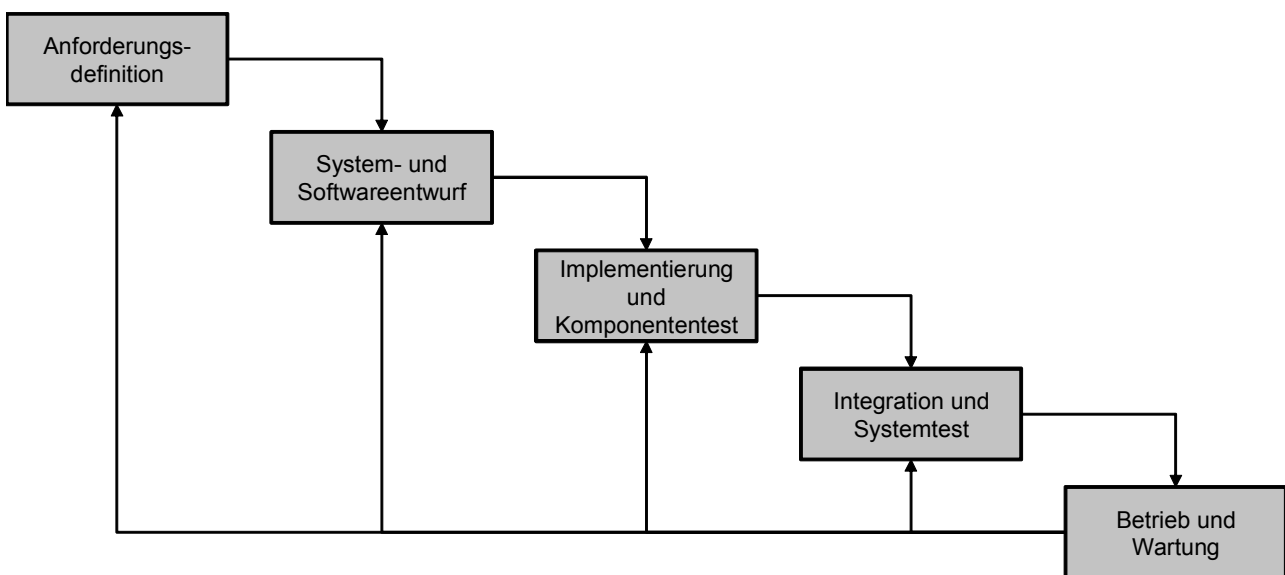 Anforderungs-
definition
System- und
Softwareentwurf
Implementierung
und
Komponententest
Integration und
Systemtest
Betrieb und
Wartung